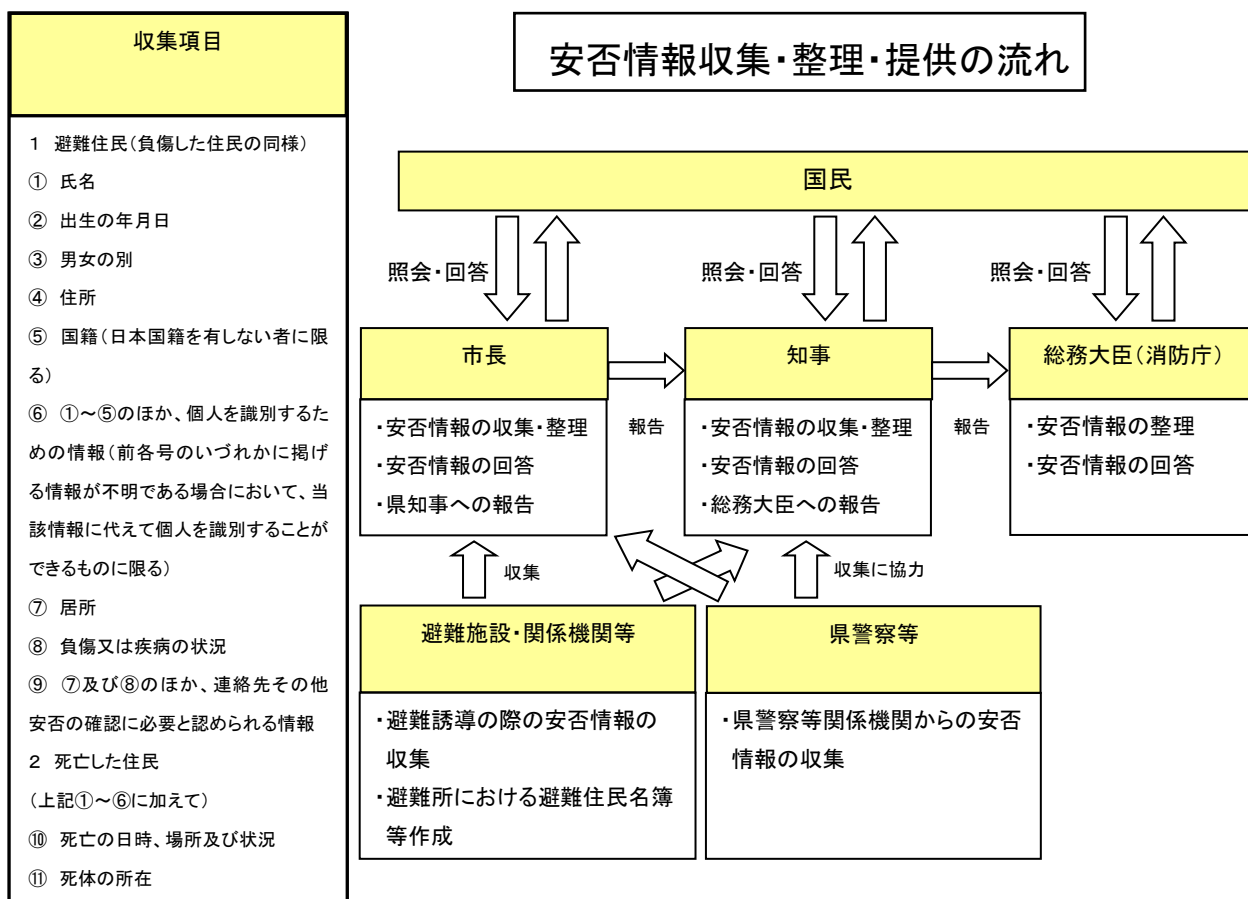 収集項目
1 避難住民(負傷した住民の同様)
① 氏名
② 出生の年月日
③ 男女の別
④ 住所
⑤ 国籍(日本国籍を有しない者に限
る)
⑥ ①~⑤のほか、個人を識別するた
めの情報(前各号のいづれかに掲げ
る情報が不明である場合において、当
該情報に代えて個人を識別することが
できるものに限る)
⑦ 居所
⑧ 負傷又は疾病の状況
⑨ ⑦及び⑧のほか、連絡先その他
安否の確認に必要と認められる情報
2 死亡した住民
(上記①~⑥に加えて)
⑩ 死亡の日時、場所及び状況
⑪ 死体の所在
安否情報収集・整理・提供の流れ
国民
照会・回答
照会・回答
照会・回答
市長
・安否情報の収集・整理
・安否情報の回答
・県知事への報告
報告
知事
・安否情報の収集・整理
・安否情報の回答
・総務大臣への報告
報告
総務大臣(消防庁)
・安否情報の整理
・安否情報の回答
収集
収集に協力
避難施設・関係機関等
・避難誘導の際の安否情報の
収集
・避難所における避難住民名簿
等作成
県警察等
・県警察等関係機関からの安否
情報の収集